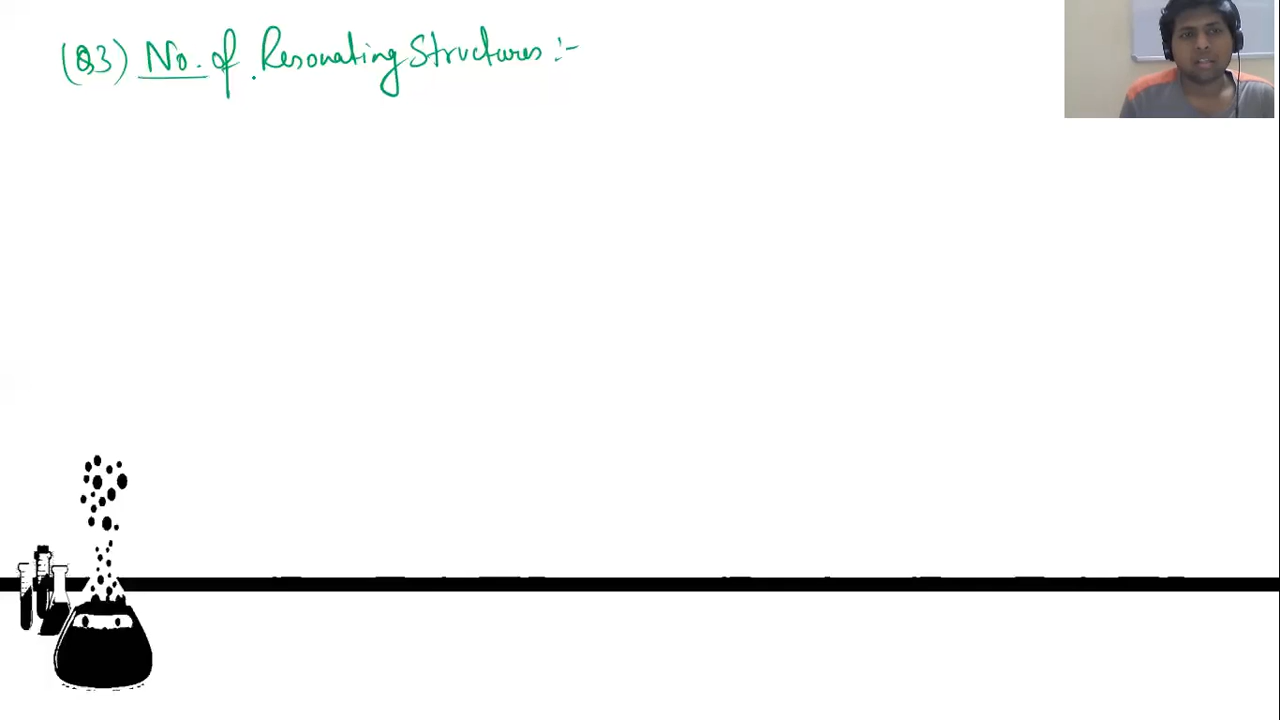 (Q3) No. of Resonating Structures :-